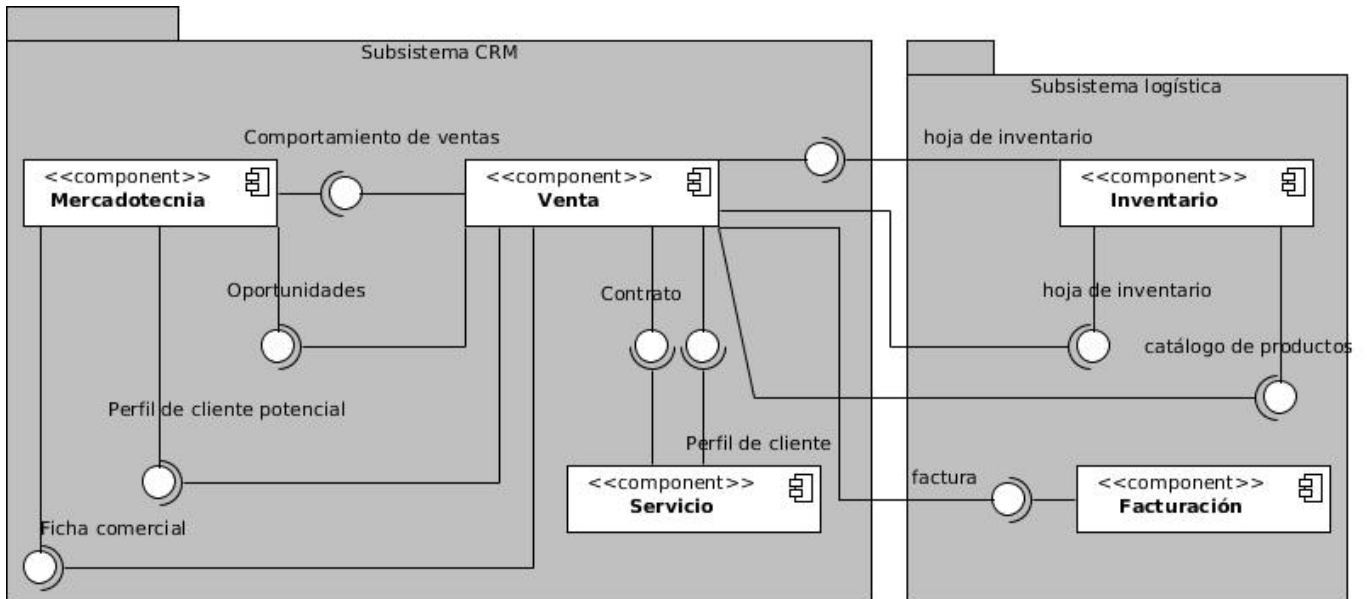 Subsistema CRM
Subsistema logística
Comportamiento de ventas
hoja de inventario
<<component>>
Mercadotecnia
<<component>>
Venta
<<component>>
Inventario
Oportunidades
Contrato
hoja de inventario
catálogo de productos
Perfil de cliente potencial
Perfil de cliente
factura
<<component>>
Servicio
<<component>>
Facturación
Ficha comercial